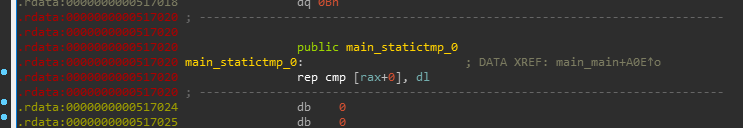 .rdata:0000000000517018 dq 0Bh
.rdata:0000000000517020 ; ---------------------------------------------------------------------------
.rdata:0000000000517020
.rdata:0000000000517020 public main_statictmp_0
.rdata:0000000000517020 main_statictmp_0: ; DATA XREF: main_main+A0E↑o
.rdata:0000000000517020 rep cmp [rax+0], dl
.rdata:0000000000517020 ; ---------------------------------------------------------------------------
.rdata:0000000000517024 db 0
.rdata:0000000000517025 db 0